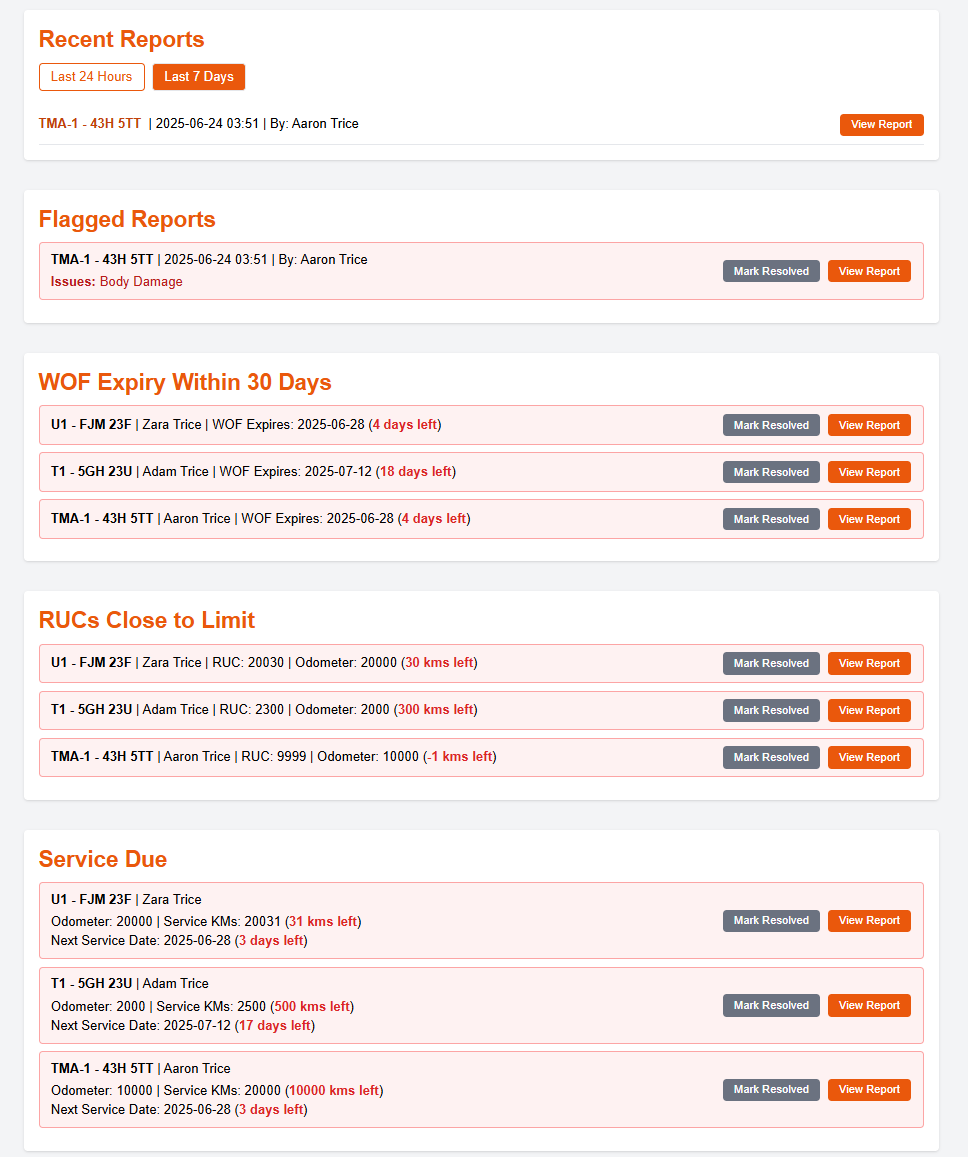 Recent Reports
Last 24 Hours Last 7 Days
TMA-1 - 43H 5TT | 2025-06-24 03:51 | By: Aaron Trice View Report
Flagged Reports
TMA-1 - 43H 5TT | 2025-06-24 03:51 | By: Aaron Trice
Issues: Body Damage
Mark Resolved View Report
WOF Expiry Within 30 Days
U1 - FJM 23F | Zara Trice | WOF Expires: 2025-06-28 (4 days left) Mark Resolved View Report
T1 - 5GH 23U | Adam Trice | WOF Expires: 2025-07-12 (18 days left) Mark Resolved View Report
TMA-1 - 43H 5TT | Aaron Trice | WOF Expires: 2025-06-28 (4 days left) Mark Resolved View Report
RUCs Close to Limit
U1 - FJM 23F | Zara Trice | RUC: 20030 | Odometer: 20000 (30 kms left) Mark Resolved View Report
T1 - 5GH 23U | Adam Trice | RUC: 2300 | Odometer: 2000 (300 kms left) Mark Resolved View Report
TMA-1 - 43H 5TT | Aaron Trice | RUC: 9999 | Odometer: 10000 (-1 kms left) Mark Resolved View Report
Service Due
U1 - FJM 23F | Zara Trice
Odometer: 20000 | Service KMs: 20031 (31 kms left)
Next Service Date: 2025-06-28 (3 days left)
Mark Resolved View Report
T1 - 5GH 23U | Adam Trice
Odometer: 2000 | Service KMs: 2500 (500 kms left)
Next Service Date: 2025-07-12 (17 days left)
Mark Resolved View Report
TMA-1 - 43H 5TT | Aaron Trice
Odometer: 10000 | Service KMs: 20000 (10000 kms left)
Next Service Date: 2025-06-28 (3 days left)
Mark Resolved View Report